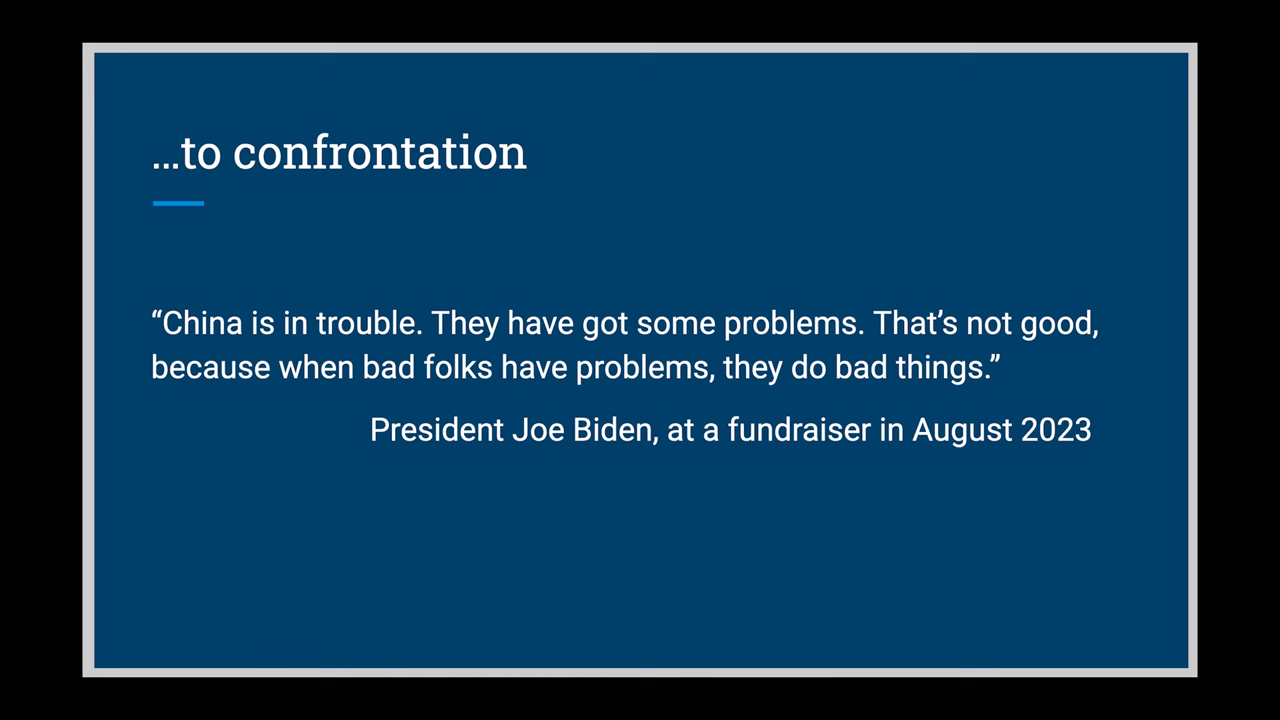 …to confrontation
“China is in trouble. They have got some problems. That’s not good,
because when bad folks have problems, they do bad things.”
President Joe Biden, at a fundraiser in August 2023